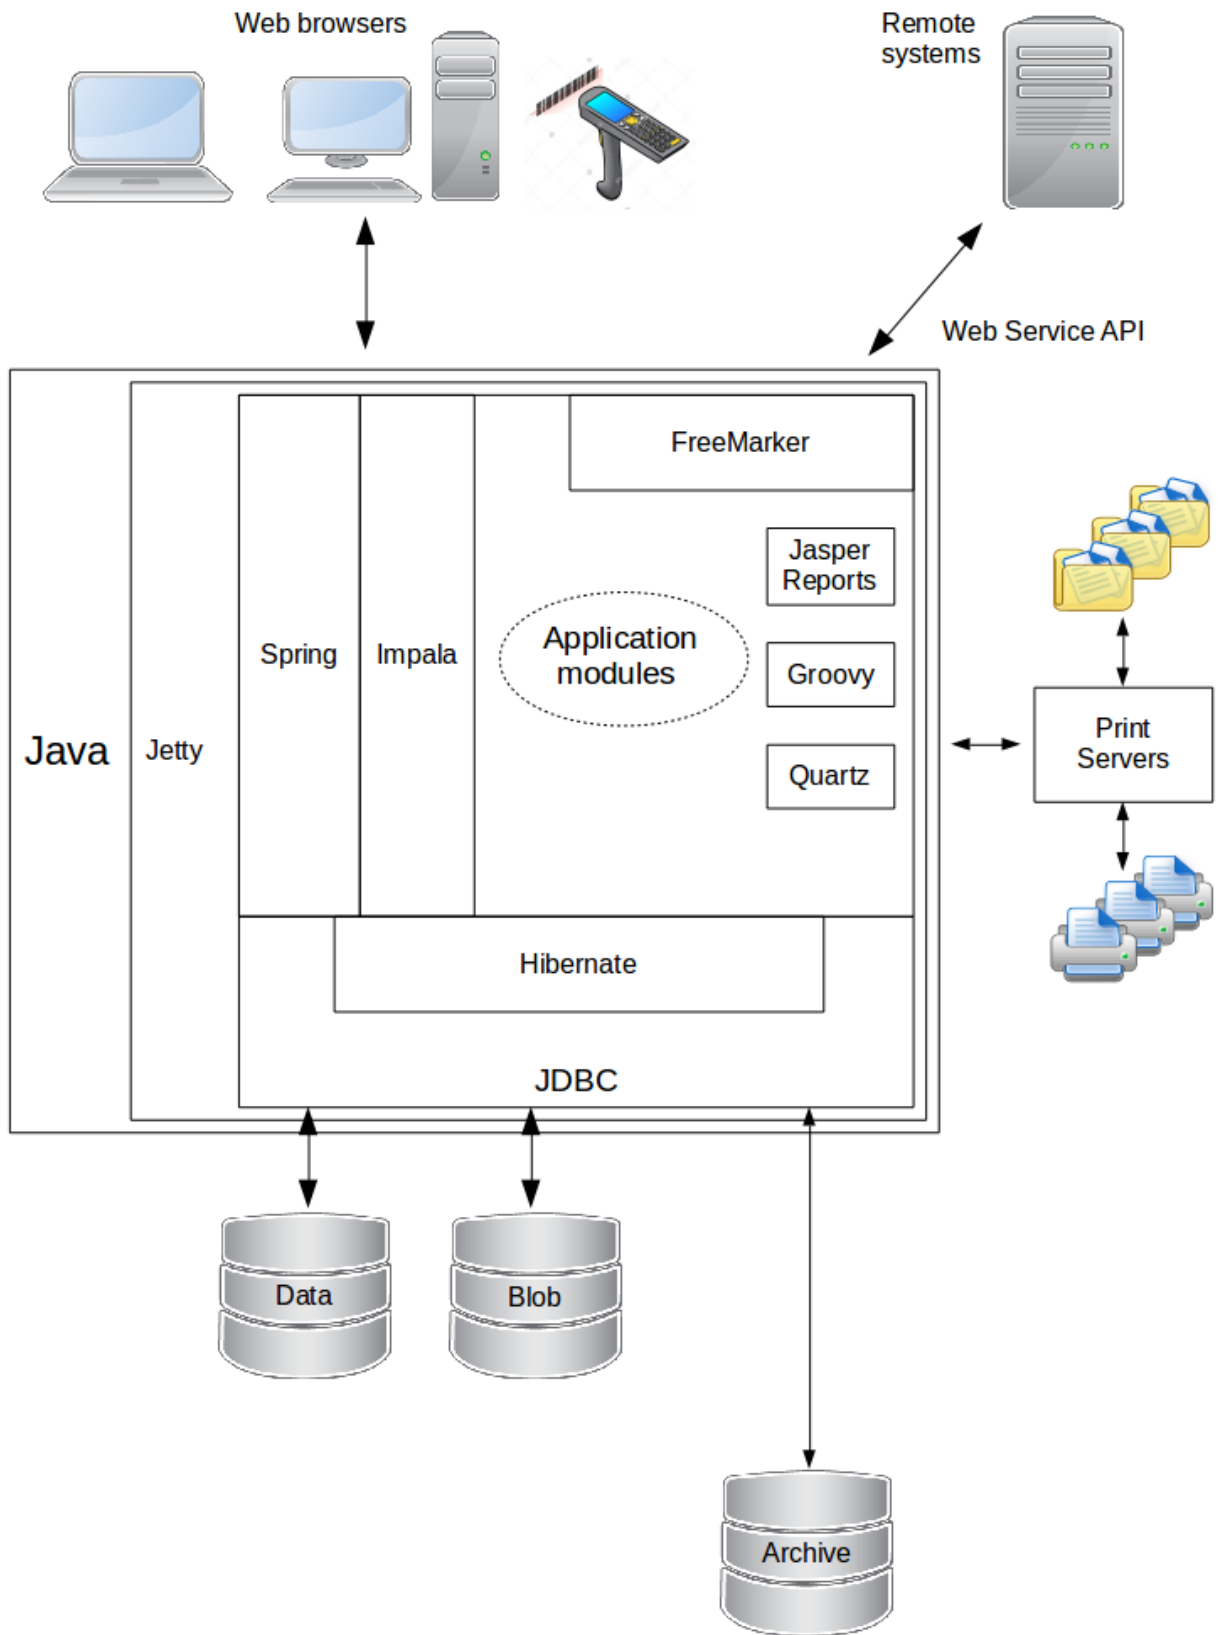 Web browsers
Remote
systems
Web Service API
FreeMarker
Jasper
Reports
Application
modules
Spring
Impala
Groovy
Java
Jetty
Quartz
Print
Servers
Hibernate
JDBC
Data
Blob
Archive